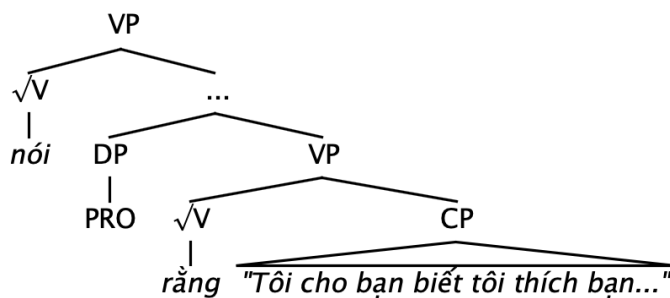 VP
√V ...
nói DP VP
PRO √V CP
rằng "Tôi cho bạn biết tôi thích bạn..."